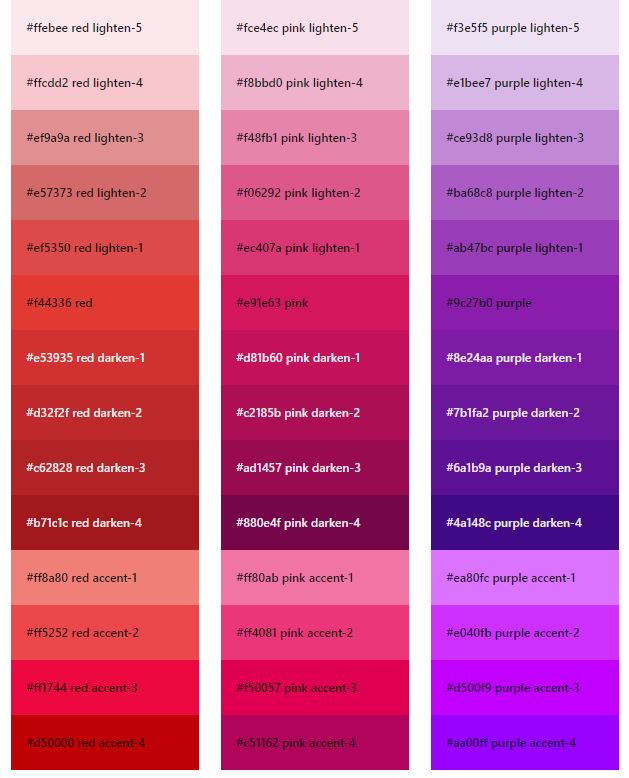 #ffebee red lighten-5
#ffcdd2 red lighten-4
#ef9a9a red lighten-3
#e57373 red lighten-2
#ef5350 red lighten-1
#f44336 red
#e53935 red darken-1
#d32f2f red darken-2
#c62828 red darken-3
#b71c1c red darken-4
#ff8a80 red accent-1
#ff5252 red accent-2
#ff1744 red accent-3
#d50000 red accent-4
#fce4ec pink lighten-5
#f8bbd0 pink lighten-4
#f48fb1 pink lighten-3
#f06292 pink lighten-2
#ec407a pink lighten-1
#e91e63 pink
#d81b60 pink darken-1
#c2185b pink darken-2
#ad1457 pink darken-3
#880e4f pink darken-4
#ff80ab pink accent-1
#ff4081 pink accent-2
#f50057 pink accent-3
#c51162 pink accent-4
#f3e5f5 purple lighten-5
#e1bee7 purple lighten-4
#ce93d8 purple lighten-3
#ba68c8 purple lighten-2
#ab47bc purple lighten-1
#9c27b0 purple
#8e24aa purple darken-1
#7b1fa2 purple darken-2
#6a1b9a purple darken-3
#4a148c purple darken-4
#ea80fc purple accent-1
#e040fb purple accent-2
#d500f9 purple accent-3
#aa00ff purple accent-4